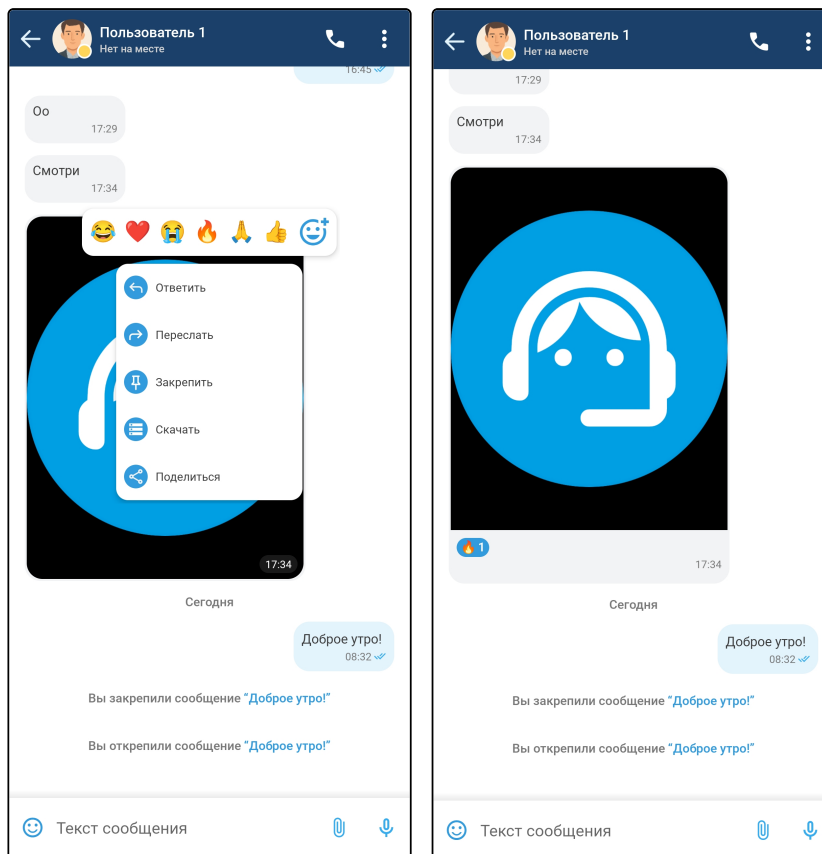 Пользователь 1
Нет на месте
16:45
Оо
17:29
Смотри
17:34
Ответить
Переслать
Закрепить
Скачать
Поделиться
17:34
Сегодня
Доброе утро!
08:32
Вы закрепили сообщение “Доброе утро!”
Вы открепили сообщение “Доброе утро!”
Текст сообщения
Пользователь 1
Нет на месте
17:29
Смотри
17:34
1
17:34
Сегодня
Доброе утро!
08:32
Вы закрепили сообщение “Доброе утро!”
Вы открепили сообщение “Доброе утро!”
Текст сообщения